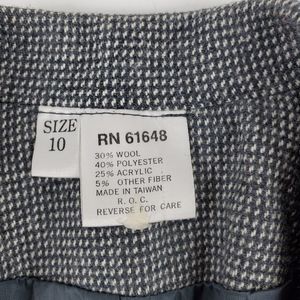 SIZE
10
RN 61648
30% WOOL
40% POLYESTER
25% ACRYLIC
5% OTHER FIBER
MADE IN TAIWAN
R. O. C.
REVERSE FOR CARE